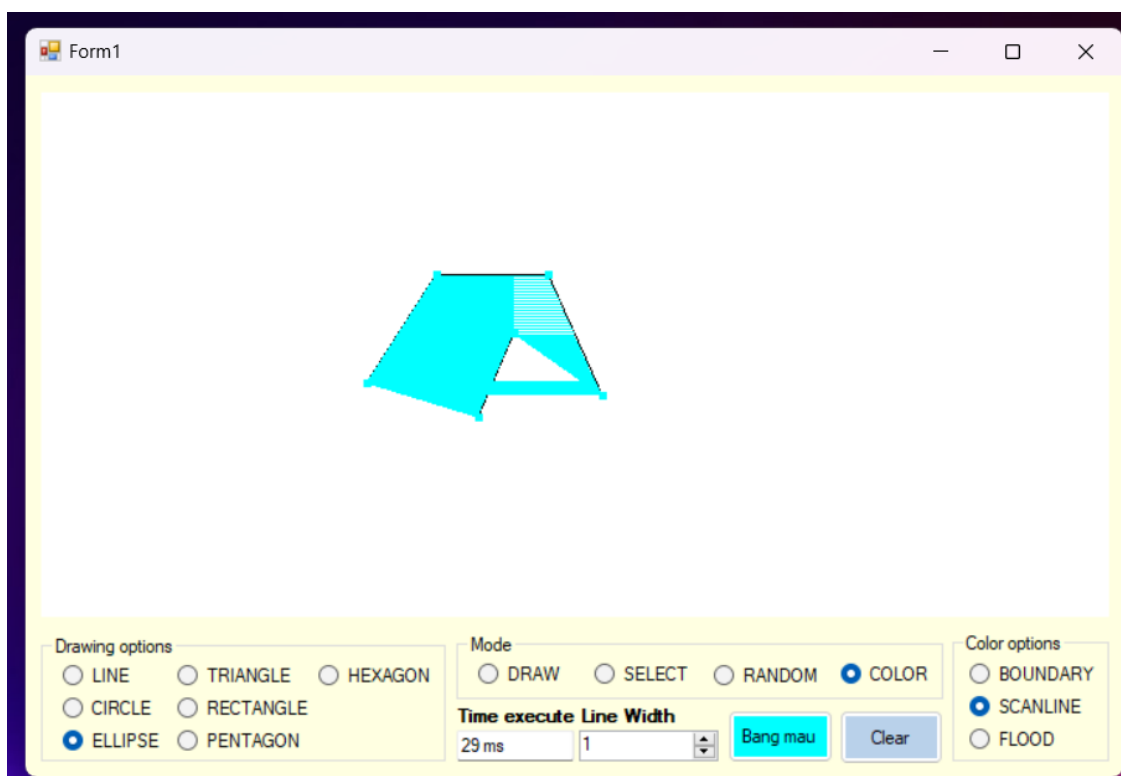 Form1
Drawing options
LINE TRIANGLE HEXAGON
CIRCLE RECTANGLE
ELLIPSE PENTAGON
Mode
DRAW SELECT RANDOM COLOR
Time execute Line Width
29 ms 1 Bang mau Clear
Color options
BOUNDARY
SCANLINE
FLOOD